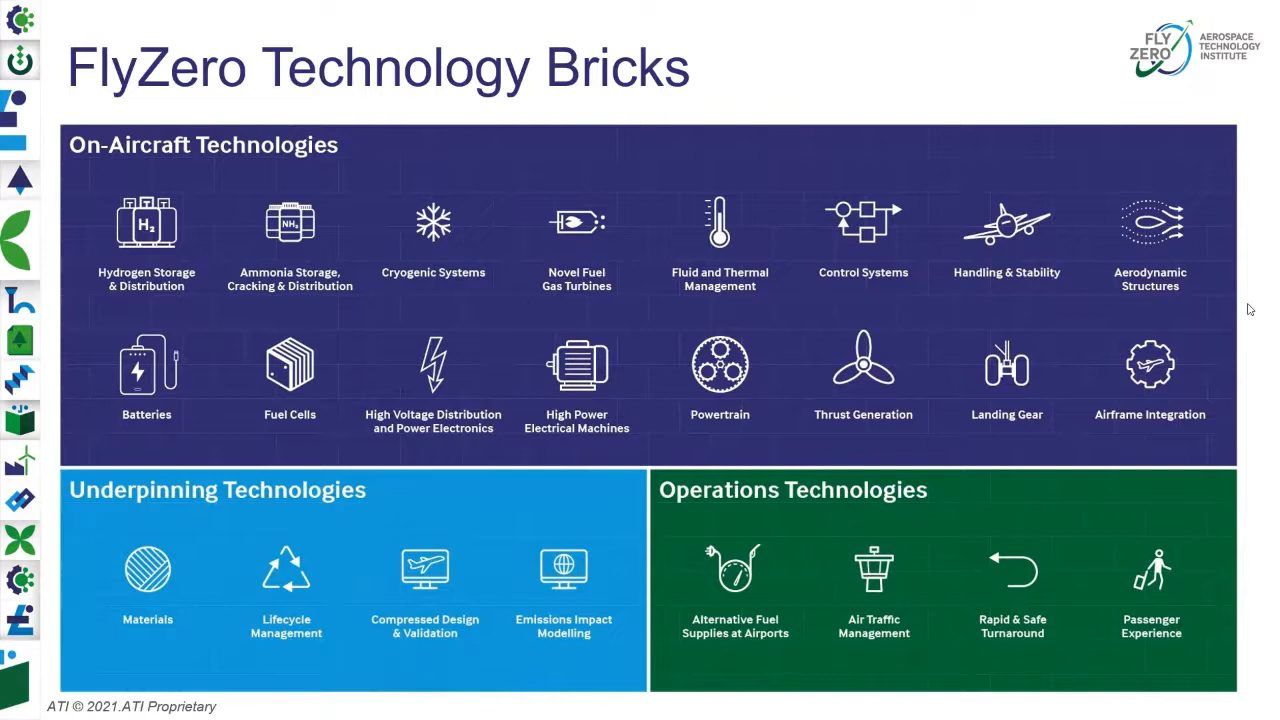 FlyZero Technology Bricks
FLY
ZERO
AEROSPACE
TECHNOLOGY
INSTITUTE
On-Aircraft Technologies
H₂
NH₃
Hydrogen Storage
& Distribution
Ammonia Storage,
Cracking & Distribution
Cryogenic Systems
Novel Fuel
Gas Turbines
Fluid and Thermal
Management
Control Systems
Handling & Stability
Aerodynamic
Structures
Batteries
Fuel Cells
High Voltage Distribution
and Power Electronics
High Power
Electrical Machines
Powertrain
Thrust Generation
Landing Gear
Airframe Integration
Underpinning Technologies
Materials
Lifecycle
Management
Compressed Design
& Validation
Emissions Impact
Modelling
Operations Technologies
Alternative Fuel
Supplies at Airports
Air Traffic
Management
Rapid & Safe
Turnaround
Passenger
Experience
ATI © 2021.ATI Proprietary